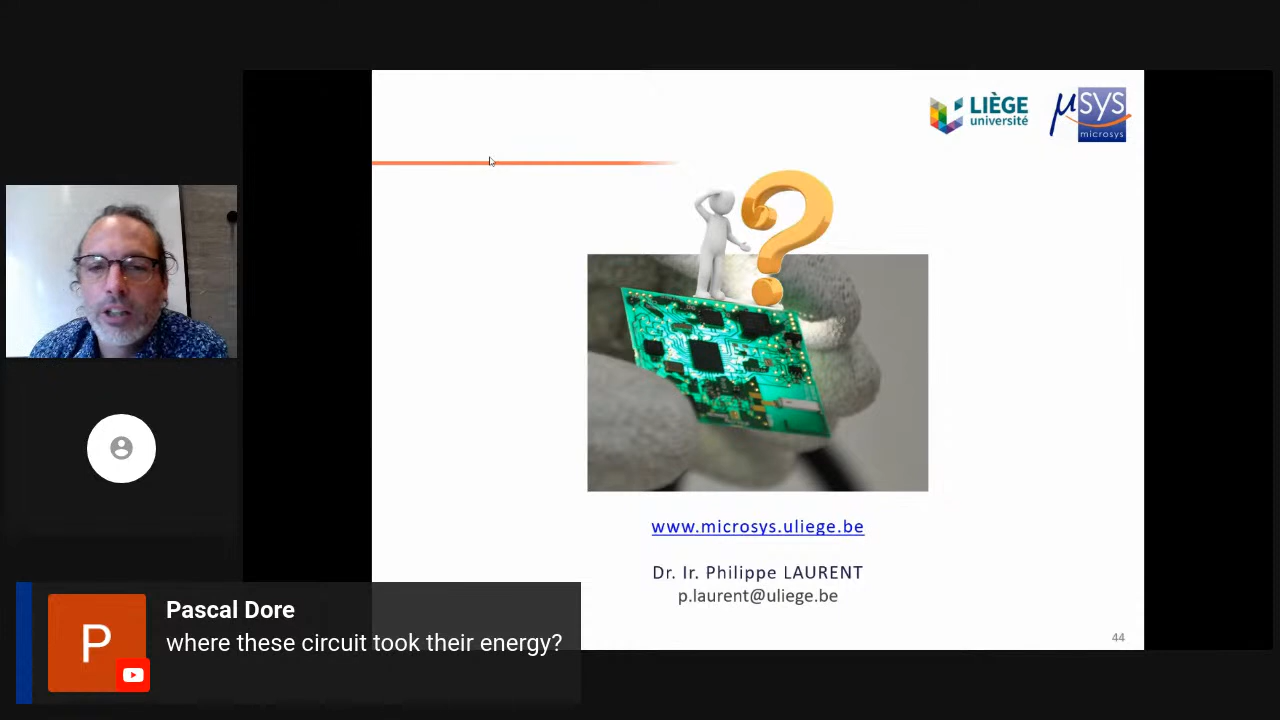 LIÈGE
université
µsys
microsys
www.microsys.uliege.be
Dr. Ir. Philippe LAURENT
p.laurent@uliege.be
44
P
Pascal Dore
where these circuit took their energy?